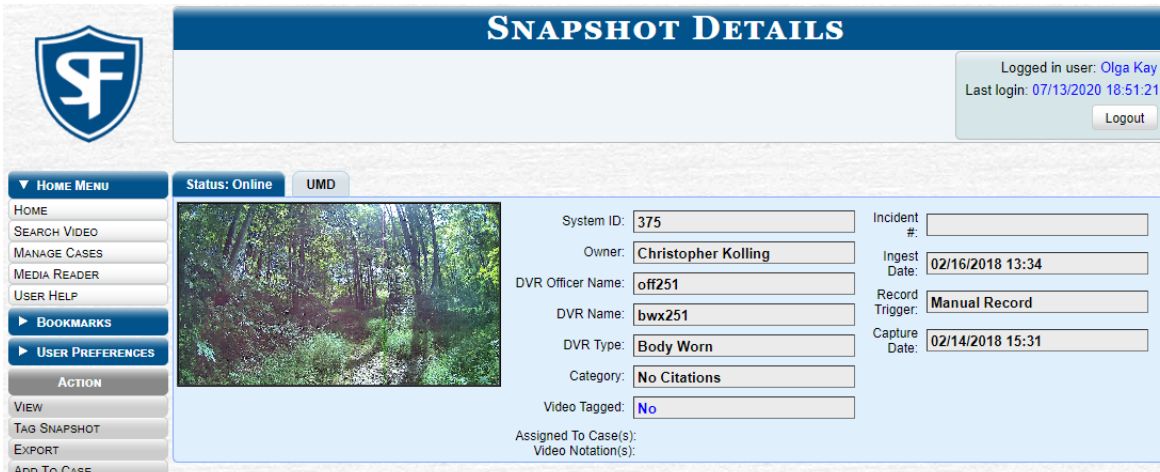 SNAPSHOT DETAILS
SF
Logged in user: Olga Kay
Last login: 07/13/2020 18:51:21
Logout
▼ HOME MENU
HOME
SEARCH VIDEO
MANAGE CASES
MEDIA READER
USER HELP
► BOOKMARKS
► USER PREFERENCES
ACTION
VIEW
TAG SNAPSHOT
EXPORT
ADD TO CASE
Status: Online
UMD
System ID: 375
Owner: Christopher Kolling
DVR Officer Name: off251
DVR Name: bwx251
DVR Type: Body Worn
Category: No Citations
Video Tagged: No
Assigned To Case(s):
Video Notation(s):
Incident
#:
Ingest
Date: 02/16/2018 13:34
Record
Trigger: Manual Record
Capture
Date: 02/14/2018 15:31